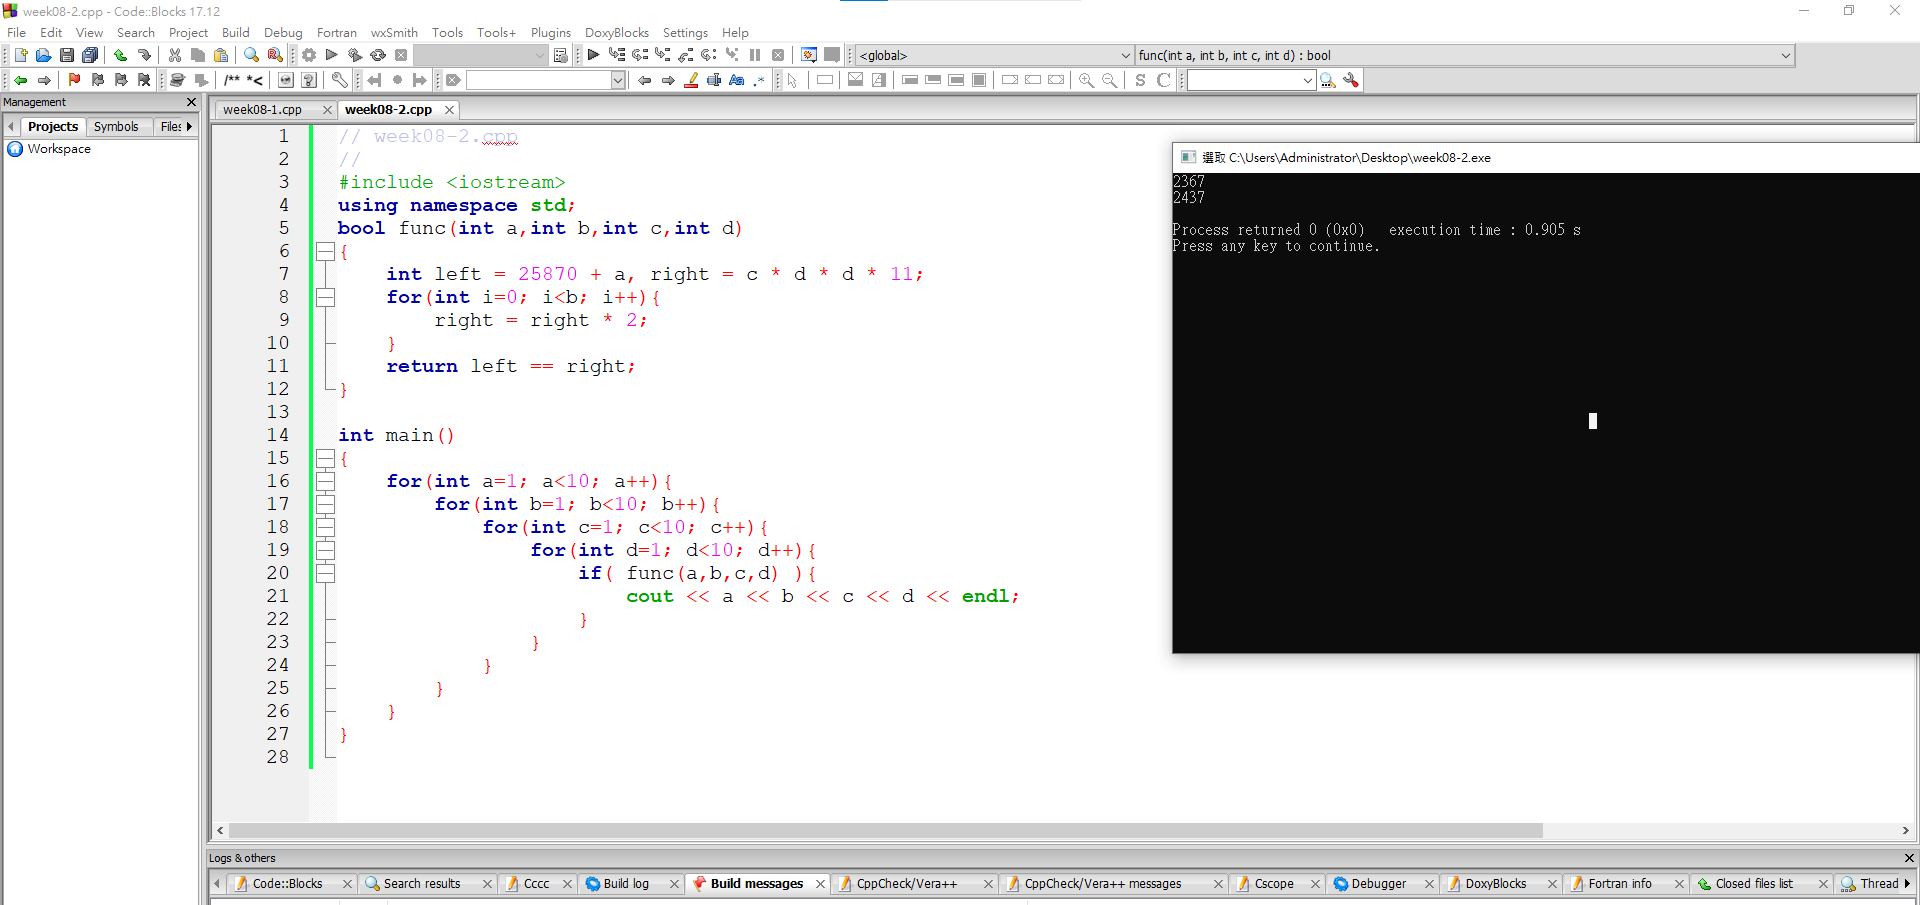 week08-2.cpp - Code::Blocks 17.12
File Edit View Search Project Build Debug Fortran wxSmith Tools Tools+ Plugins DoxyBlocks Settings Help
<global>
func(int a, int b, int c, int d) : bool
/** *<
S C
Management
Projects Symbols Files
Workspace
week08-1.cpp week08-2.cpp
1 // week08-2.cpp
2 //
3 #include <iostream>
4 using namespace std;
5 bool func(int a,int b,int c,int d)
6 {
7 int left = 25870 + a, right = c * d * d * 11;
8 for(int i=0; i<b; i++){
9 right = right * 2;
10 }
11 return left == right;
12 }
13
14 int main()
15 {
16 for(int a=1; a<10; a++){
17 for(int b=1; b<10; b++){
18 for(int c=1; c<10; c++){
19 for(int d=1; d<10; d++){
20 if( func(a,b,c,d) ){
21 cout << a << b << c << d << endl;
22 }
23 }
24 }
25 }
26 }
27 }
28
選取 C:\Users\Administrator\Desktop\week08-2.exe
2367
2437
Process returned 0 (0x0)   execution time : 0.905 s
Press any key to continue.
Logs & others
Code::Blocks Search results Cccc Build log Build messages CppCheck/Vera++ CppCheck/Vera++ messages Cscope Debugger DoxyBlocks Fortran info Closed files list Thread